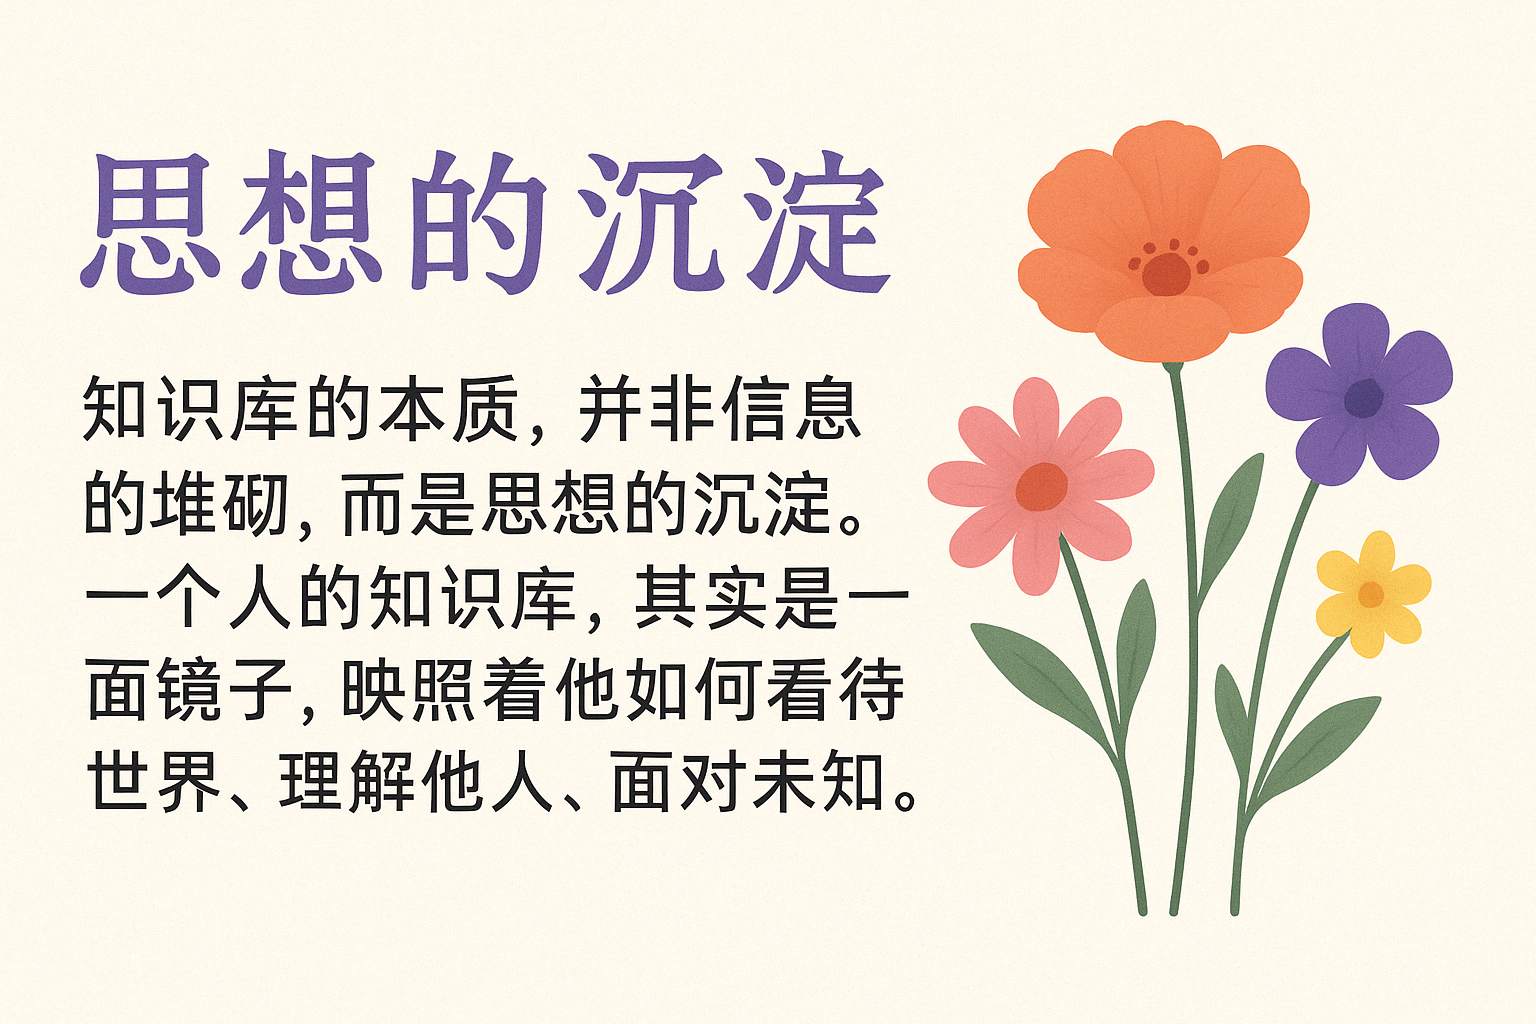 思想的沉淀
知识库的本质，并非信息
的堆砌，而是思想的沉淀。
一个人的知识库，其实是一
面镜子，映照着他如何看待
世界、理解他人、面对未知。